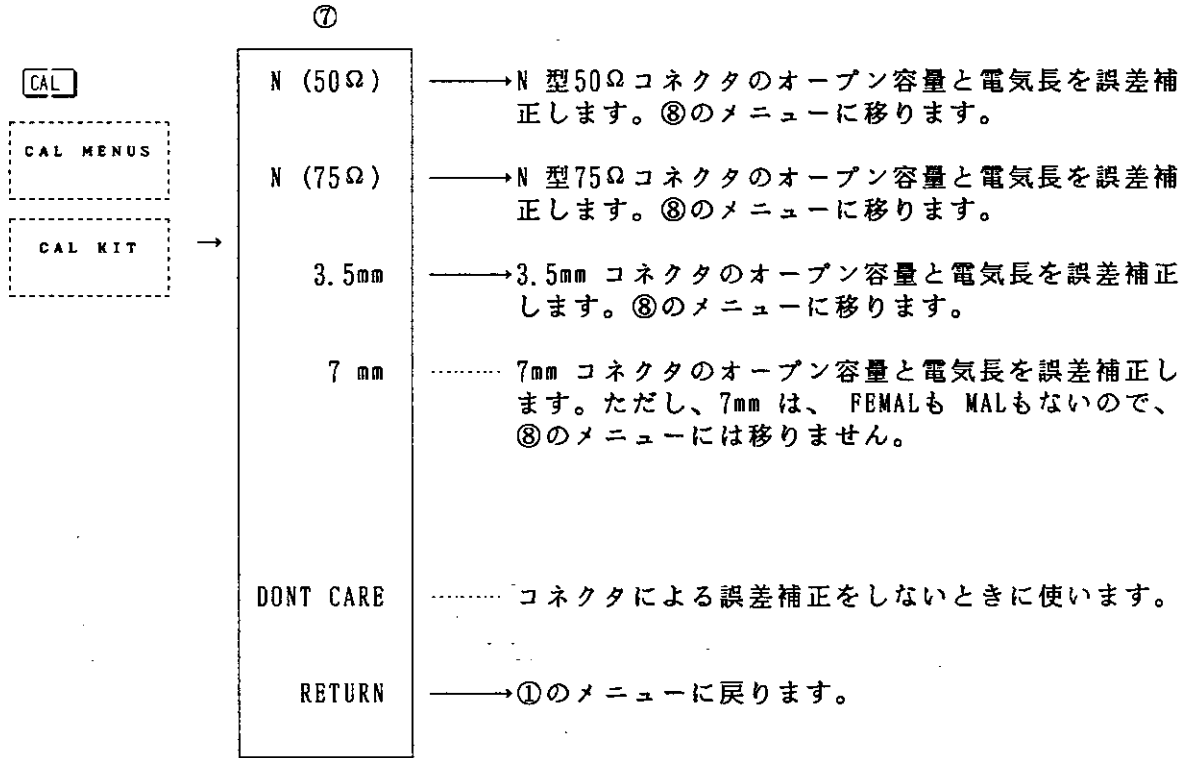 ⑦
CAL
CAL MENUS
CAL KIT
→
N (50Ω) ──→N 型50Ωコネクタのオープン容量と電気長を誤差補
正します。⑧のメニューに移ります。
N (75Ω) ──→N 型75Ωコネクタのオープン容量と電気長を誤差補
正します。⑧のメニューに移ります。
3.5mm ──→3.5mm コネクタのオープン容量と電気長を誤差補正
します。⑧のメニューに移ります。
7 mm ……… 7mm コネクタのオープン容量と電気長を誤差補正し
ます。ただし、7mm は、 FEMALも MALもないので、
⑧のメニューには移りません。
DONT CARE ……… コネクタによる誤差補正をしないときに使います。
RETURN ──→①のメニューに戻ります。